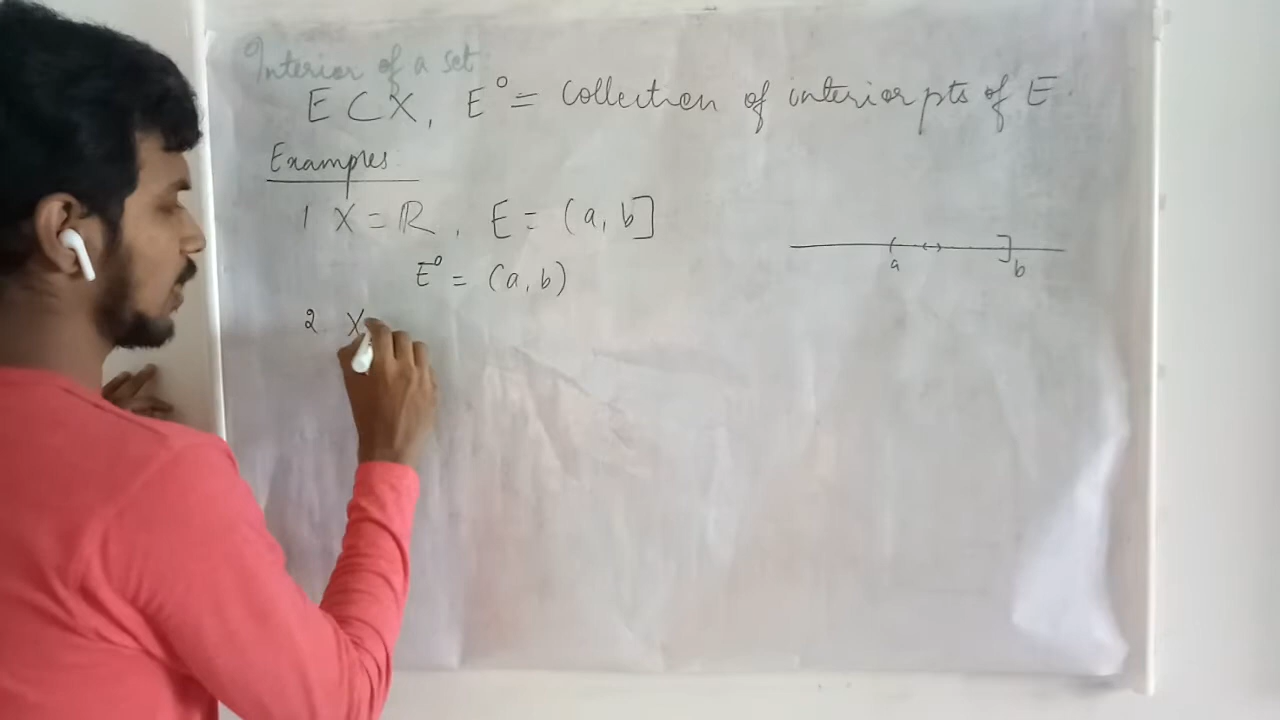 Interior of a set
E ⊂ X, E° = collection of interior pts of E.
Examples
1 X = ℝ, E = (a, b]
a b
E° = (a, b)
2. X